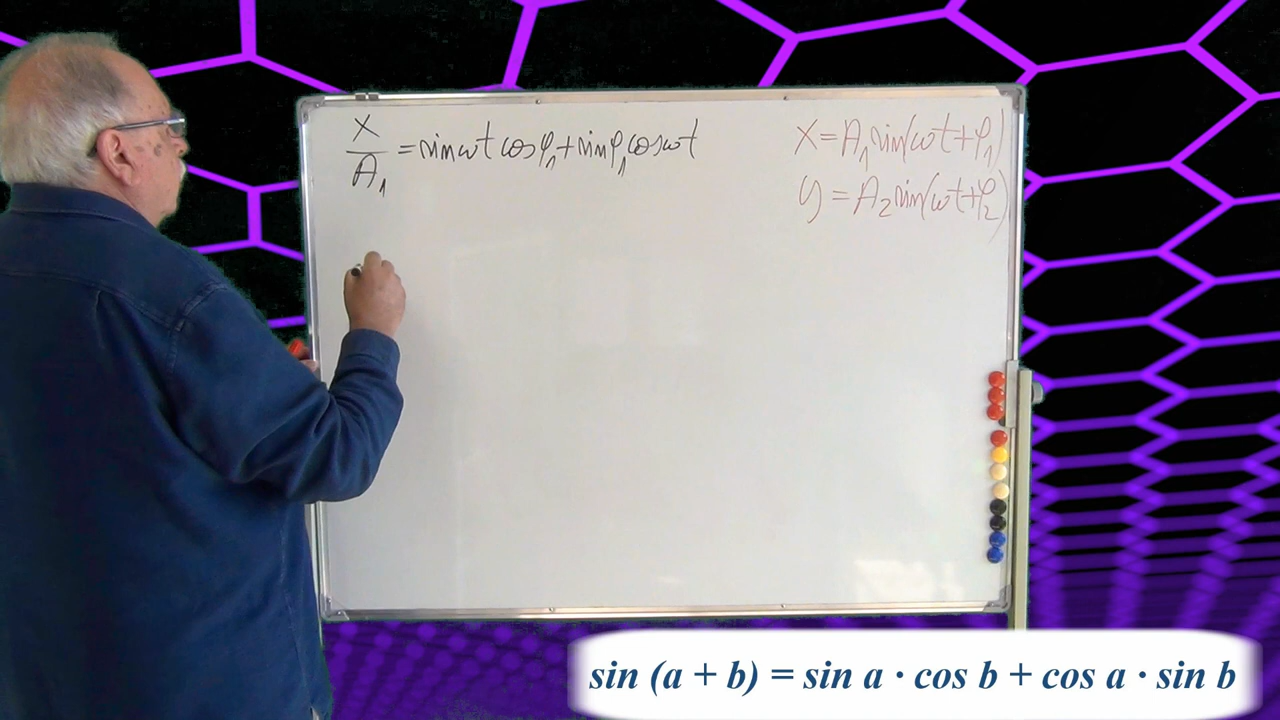 X/A₁ = sin ωt cos φ₁ + sin φ₁ cos ωt
X = A₁ sin(ωt + φ₁)
y = A₂ sin(ωt + φ₂)
sin (a + b) = sin a · cos b + cos a · sin b